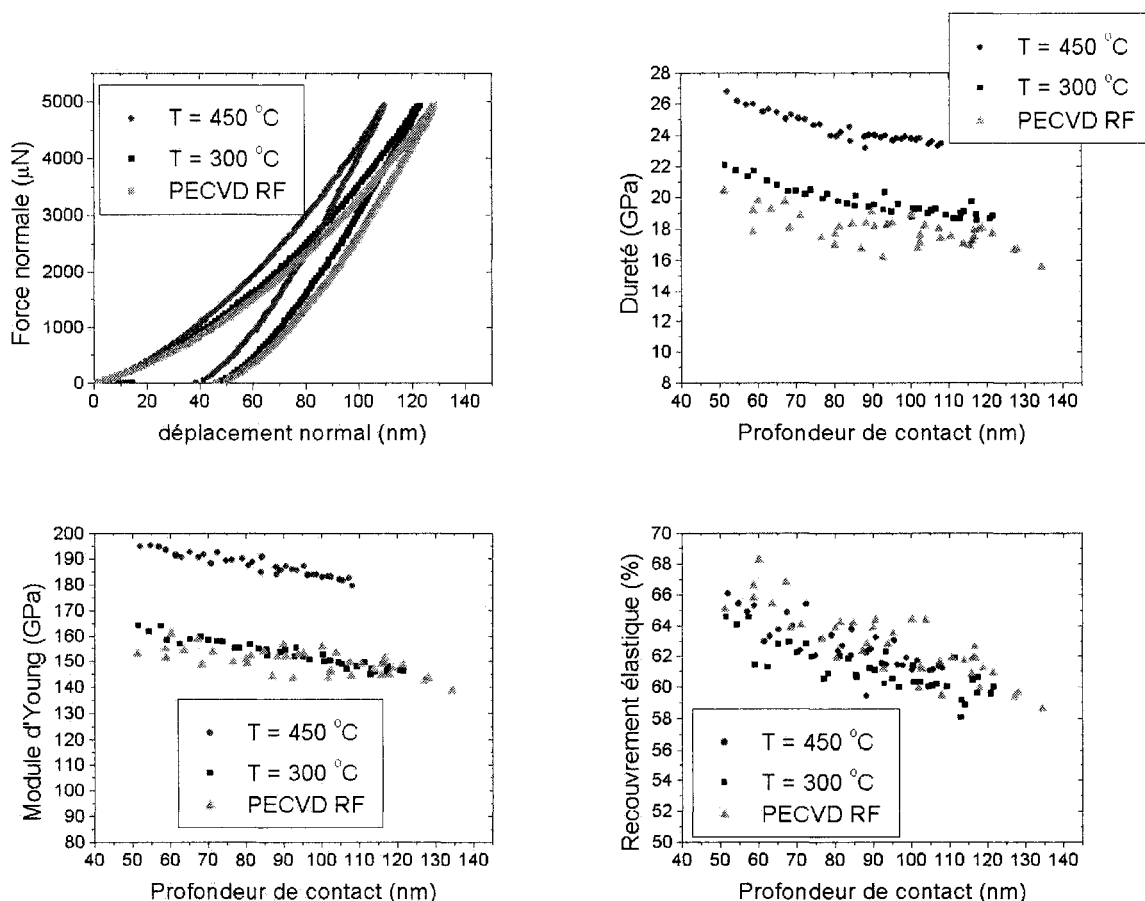 T = 450 °C
T = 300 °C
PECVD RF
Force normale (µN)
5000
4000
3000
2000
1000
0
0 20 40 60 80 100 120 140
déplacement normal (nm)
T = 450 °C
T = 300 °C
PECVD RF
Dureté (GPa)
28
26
24
22
20
18
16
14
12
10
8
40 50 60 70 80 90 100 110 120 130 140
Profondeur de contact (nm)
Module d'Young (GPa)
200
190
180
170
160
150
140
130
120
110
100
90
80
T = 450 °C
T = 300 °C
PECVD RF
40 50 60 70 80 90 100 110 120 130 140
Profondeur de contact (nm)
Recouvrement élastique (%)
70
68
66
64
62
60
58
56
54
52
50
T = 450 °C
T = 300 °C
PECVD RF
40 50 60 70 80 90 100 110 120 130 140
Profondeur de contact (nm)